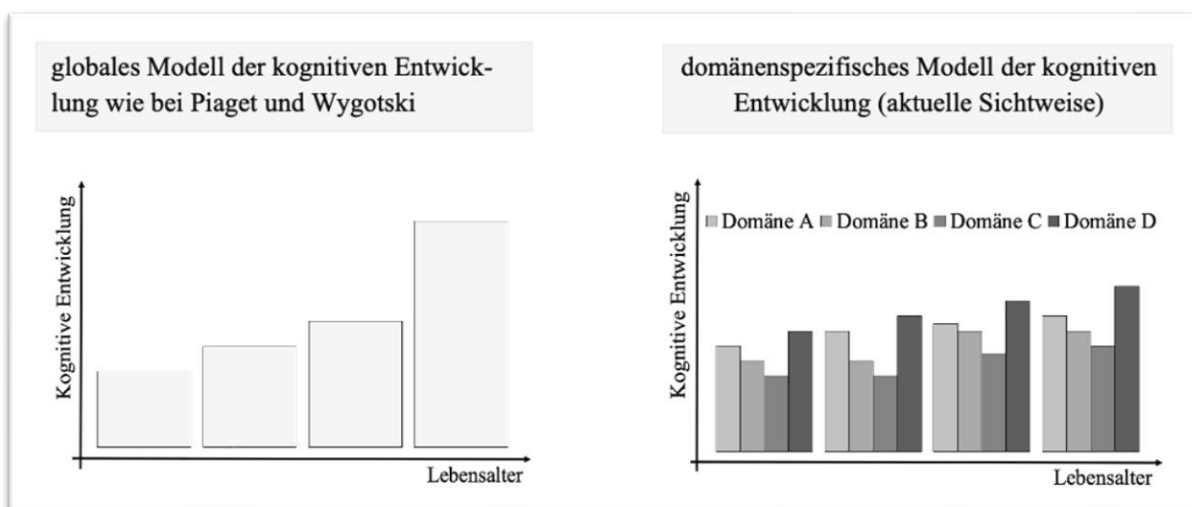 globales Modell der kognitiven Entwick-
lung wie bei Piaget und Wygotski
Kognitive Entwicklung
Lebensalter
domänenspezifisches Modell der kognitiven
Entwicklung (aktuelle Sichtweise)
Domäne A Domäne B Domäne C Domäne D
Kognitive Entwicklung
Lebensalter